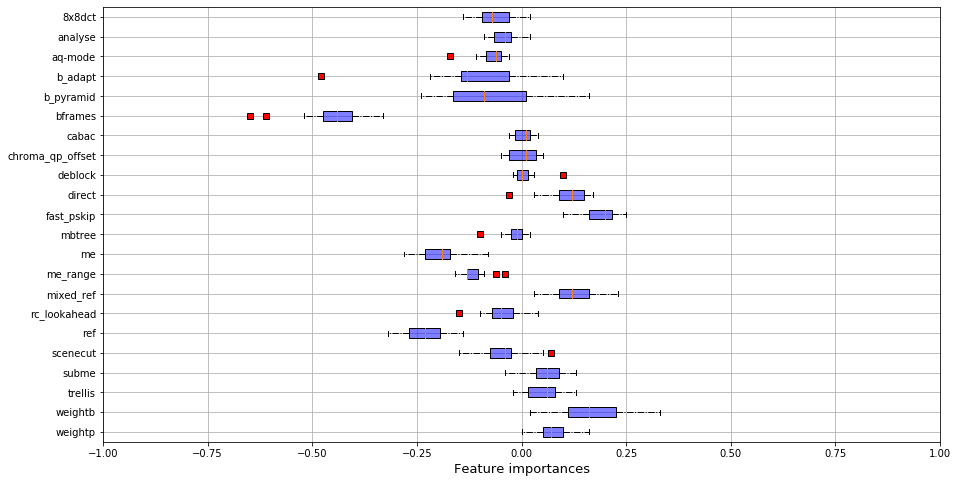 8x8dct
analyse
aq-mode
b_adapt
b_pyramid
bframes
cabac
chroma_qp_offset
deblock
direct
fast_pskip
mbtree
me
me_range
mixed_ref
rc_lookahead
ref
scenecut
subme
trellis
weightb
weightp
−1.00 −0.75 −0.50 −0.25 0.00 0.25 0.50 0.75 1.00
Feature importances